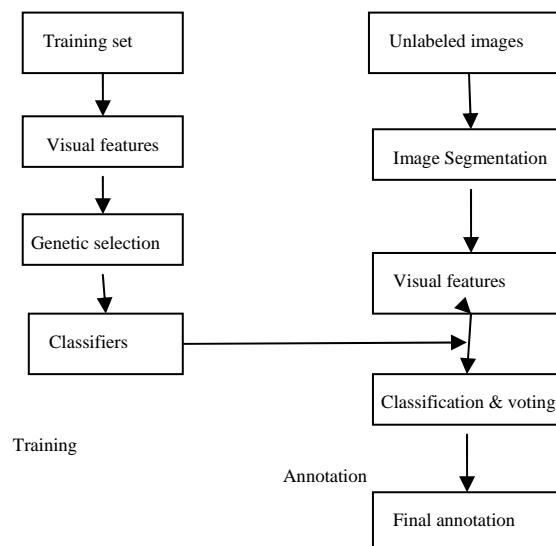 Training set
Visual features
Genetic selection
Classifiers
Training
Unlabeled images
Image Segmentation
Visual features
Classification & voting
Annotation
Final annotation